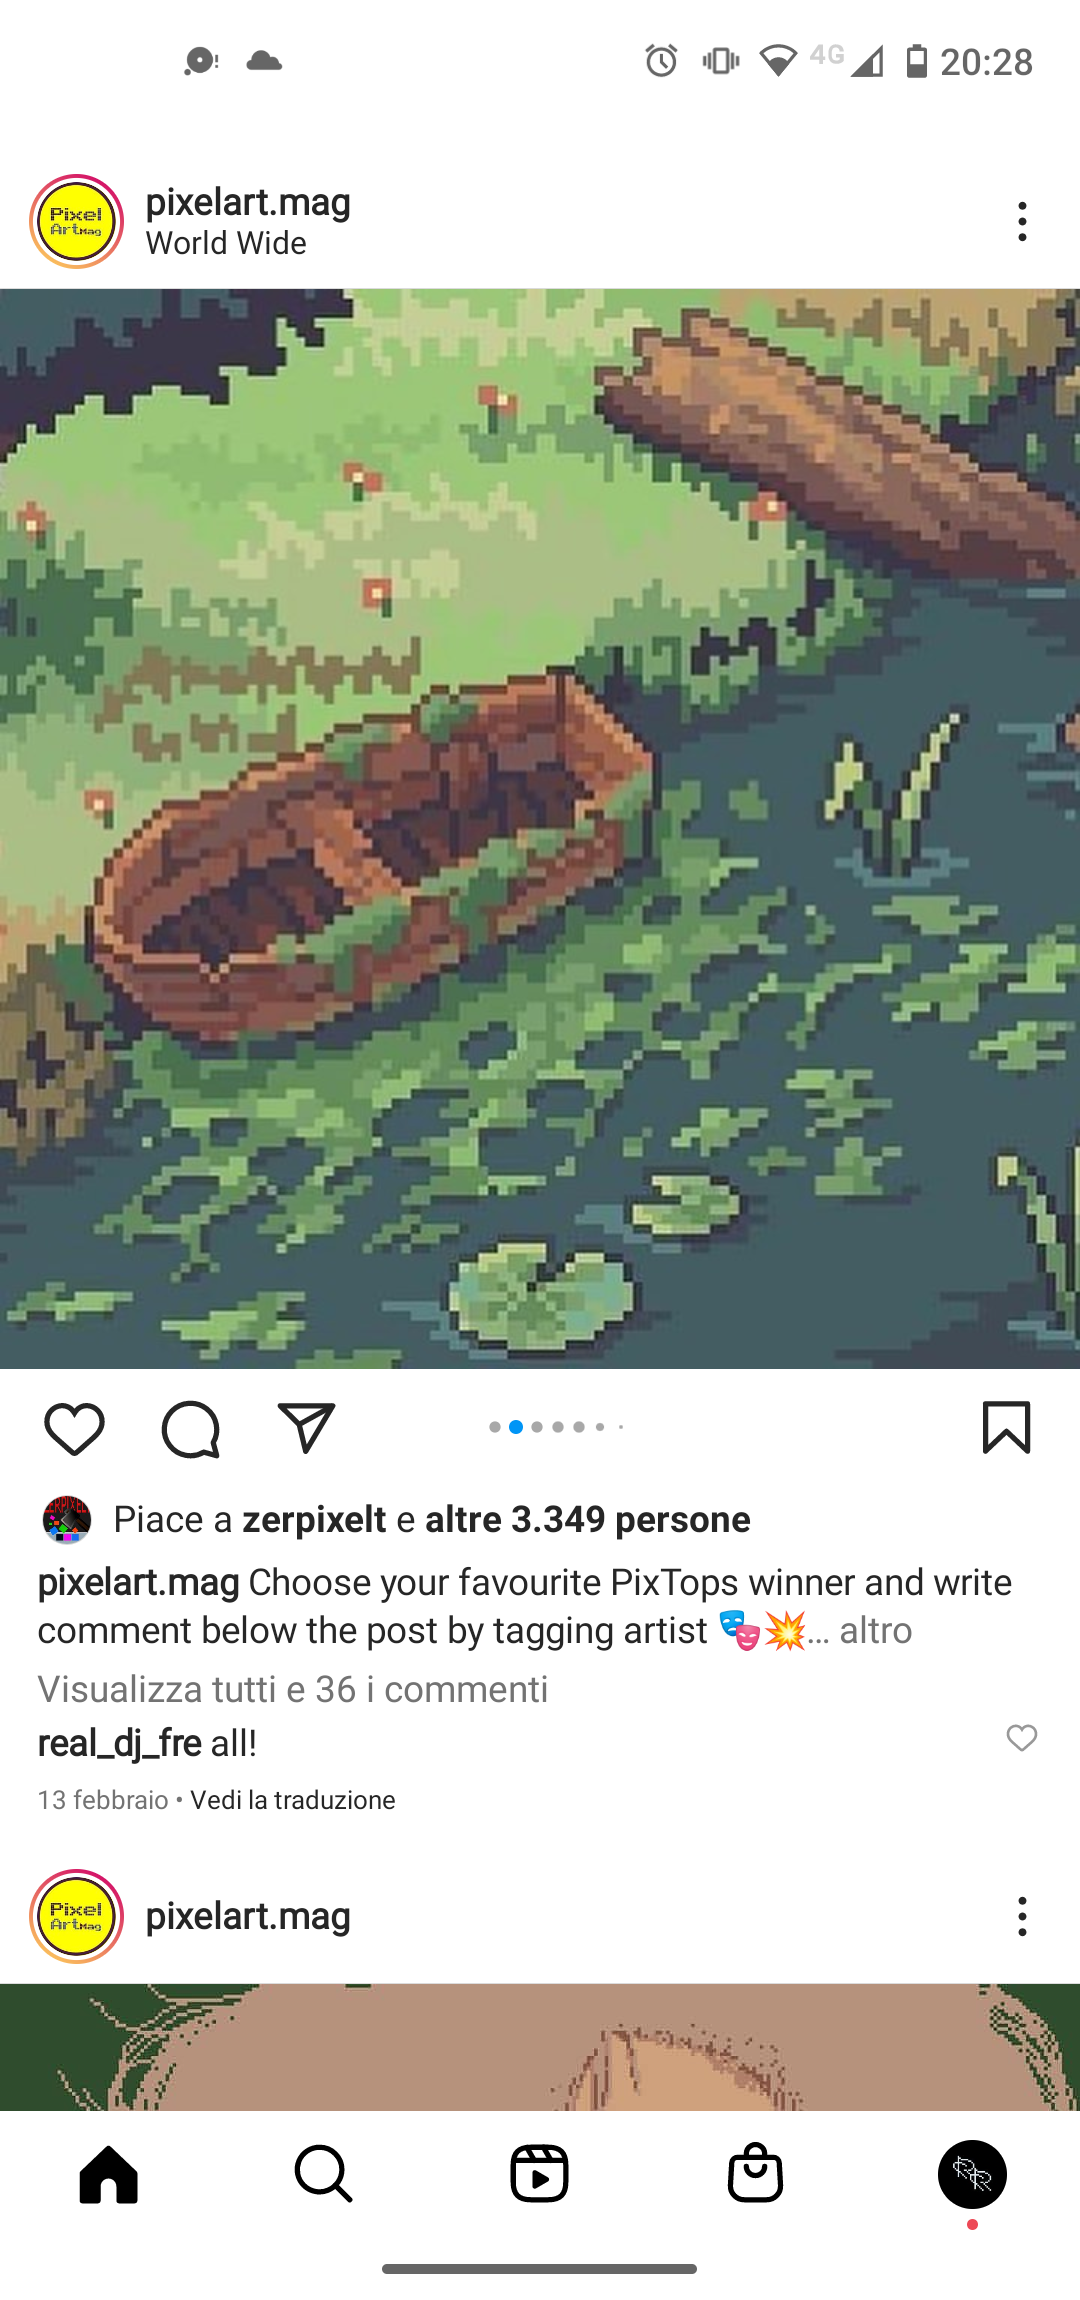 4G 20:28
Pixel
ArtMag
pixelart.mag
World Wide
Piace a zerpixelt e altre 3.349 persone
pixelart.mag Choose your favourite PixTops winner and write
comment below the post by tagging artist 🎭💥... altro
Visualizza tutti e 36 i commenti
real_dj_fre all!
13 febbraio • Vedi la traduzione
Pixel
ArtMag
pixelart.mag